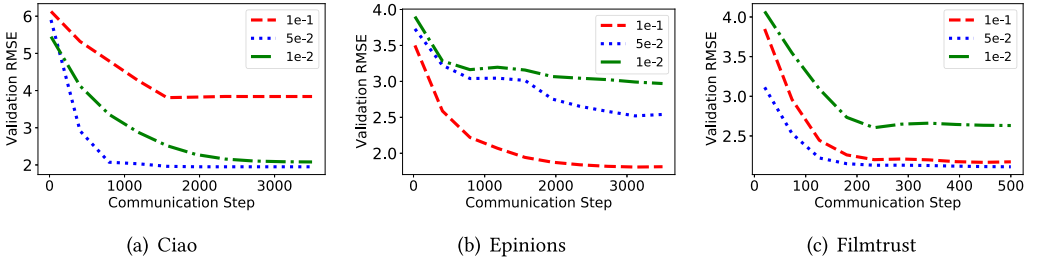 6
5
4
3
2
Validation RMSE
0
1000
2000
3000
Communication Step
1e-1
5e-2
1e-2
(a) Ciao
4.0
3.5
3.0
2.5
2.0
Validation RMSE
0
1000
2000
3000
Communication Step
1e-1
5e-2
1e-2
(b) Epinions
4.0
3.5
3.0
2.5
Validation RMSE
0
100
200
300
400
500
Communication Step
1e-1
5e-2
1e-2
(c) Filmtrust